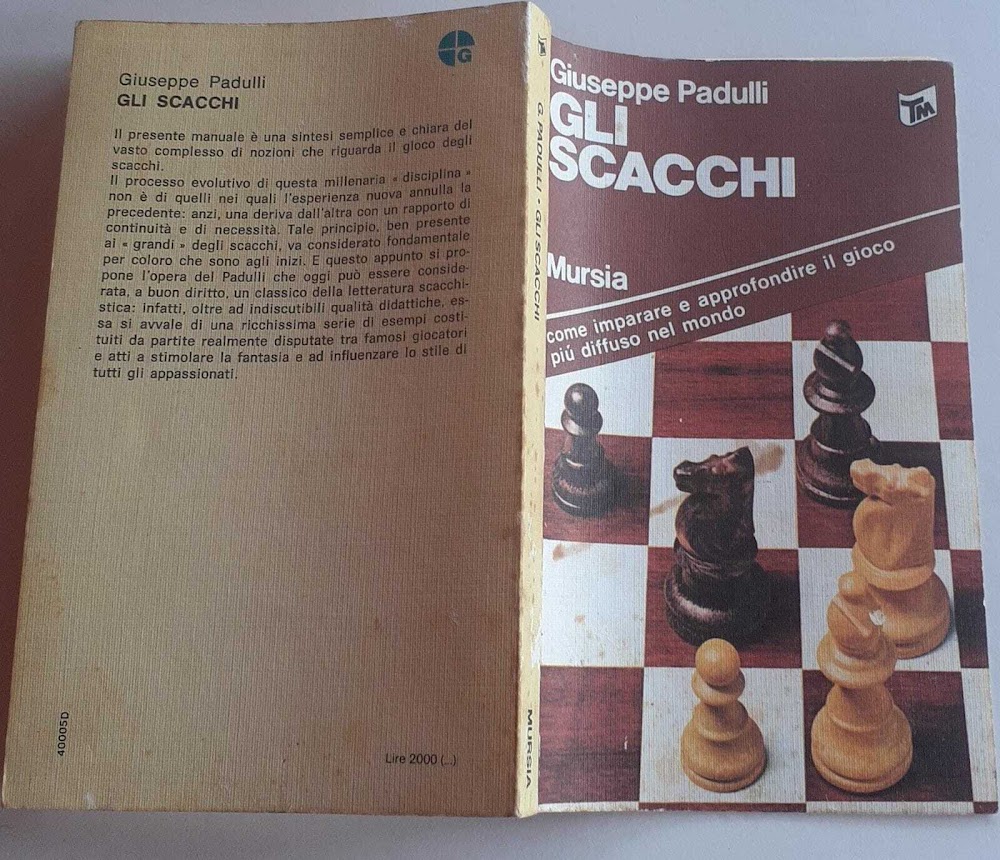 Giuseppe Padulli
GLI SCACCHI
Il presente manuale è una sintesi semplice e chiara del
vasto complesso di nozioni che riguarda il gioco degli
scacchi.
Il processo evolutivo di questa millenaria « disciplina »
non è di quelli nei quali l'esperienza nuova annulla la
precedente: anzi, una deriva dall'altra con un rapporto di
continuità e di necessità. Tale principio, ben presente
ai « grandi » degli scacchi, va considerato fondamentale
per coloro che sono agli inizi. E questo appunto si pro
pone l'opera del Padulli che oggi può essere conside-
rata, a buon diritto, un classico della letteratura scacchi-
stica: infatti, oltre ad indiscutibili qualità didattiche, es-
sa si avvale di una ricchissima serie di esempi costi-
tuiti da partite realmente disputate tra famosi giocatori
e atti a stimolare la fantasia e ad influenzare lo stile di
tutti gli appassionati.
G
40005D
Lire 2000 (...)
G. PADULLI • GLI SCACCHI
MURSIA
Giuseppe Padulli
GLI
SCACCHI
TM
Mursia
come imparare e approfondire il gioco
piú diffuso nel mondo